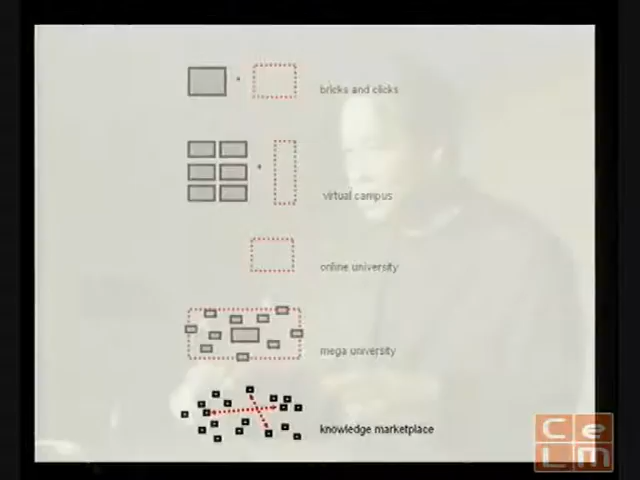 bricks and clicks
virtual campus
online university
mega university
knowledge marketplace
CeLM